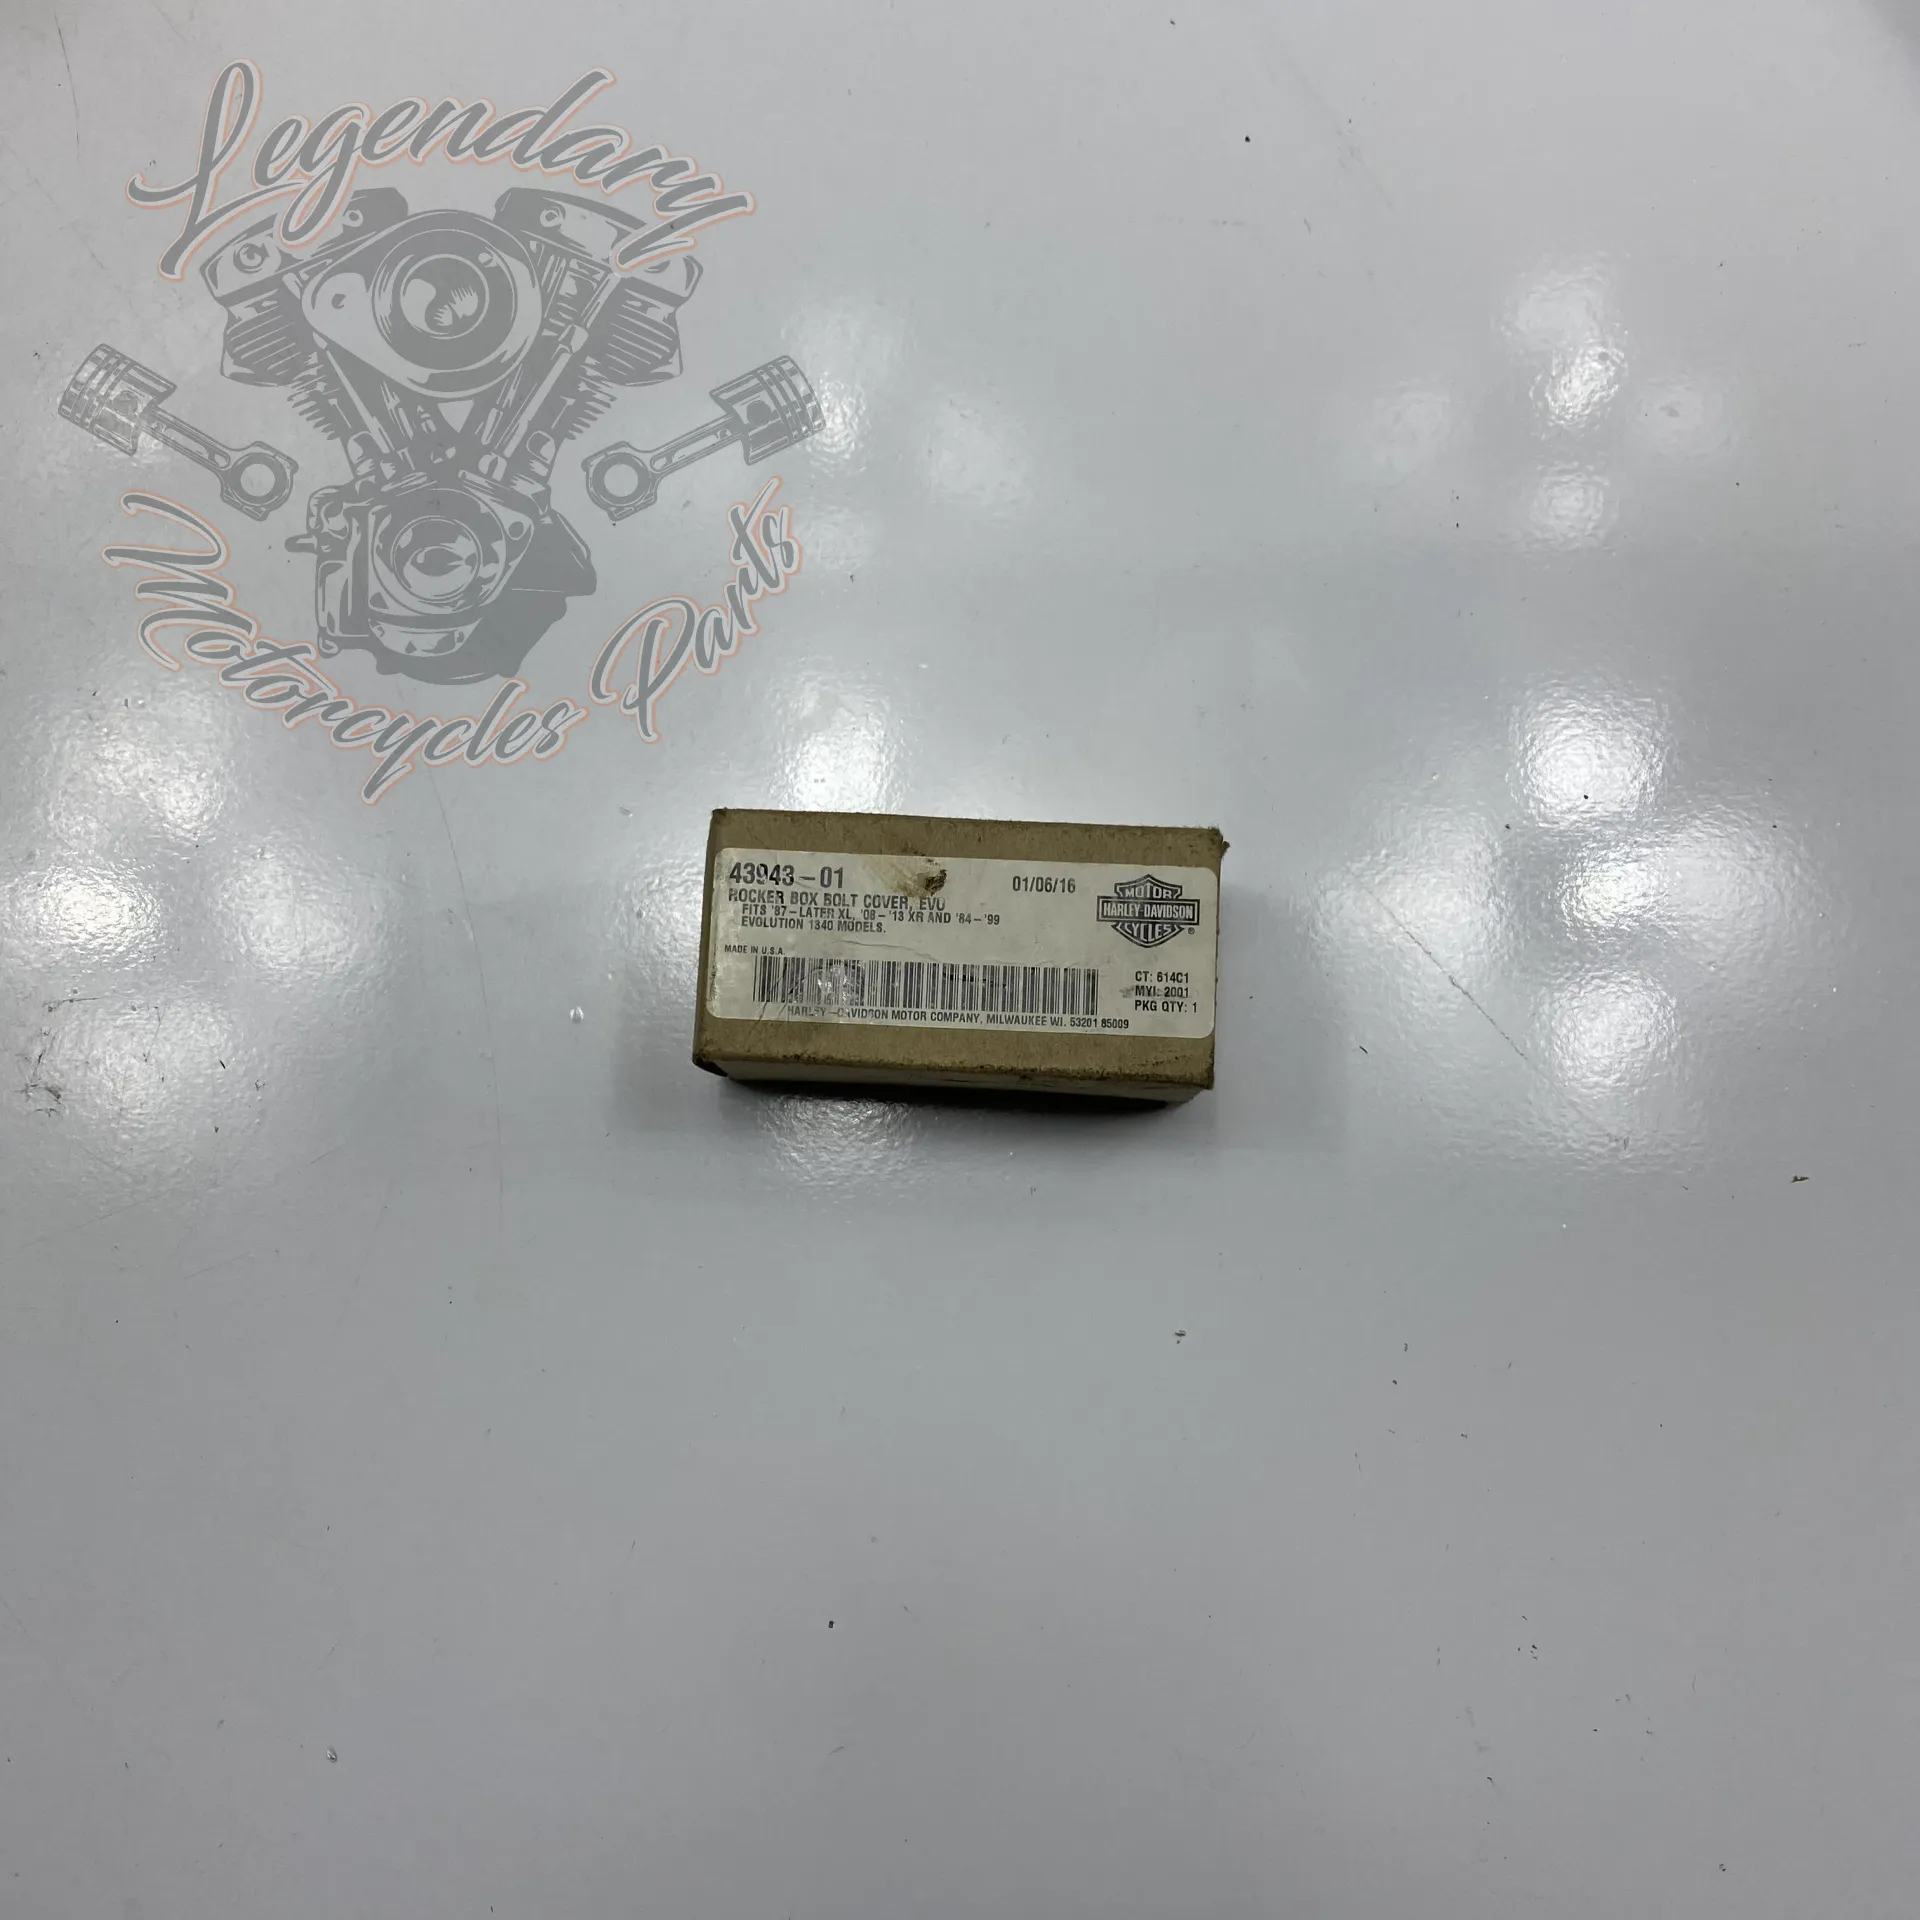 Legendary
Motorcycles Parts
43943-01
01/06/16
ROCKER BOX BOLT COVER, EVO
FITS '87-LATER XL, '08-'13 XR AND '84-'99
EVOLUTION 1340 MODELS.
MADE IN U.S.A.
MOTOR
HARLEY-DAVIDSON
CYCLES
®
CT: 614C1
MYI: 2001
PKG QTY: 1
HARLEY-DAVIDSON MOTOR COMPANY, MILWAUKEE WI. 53201 85009